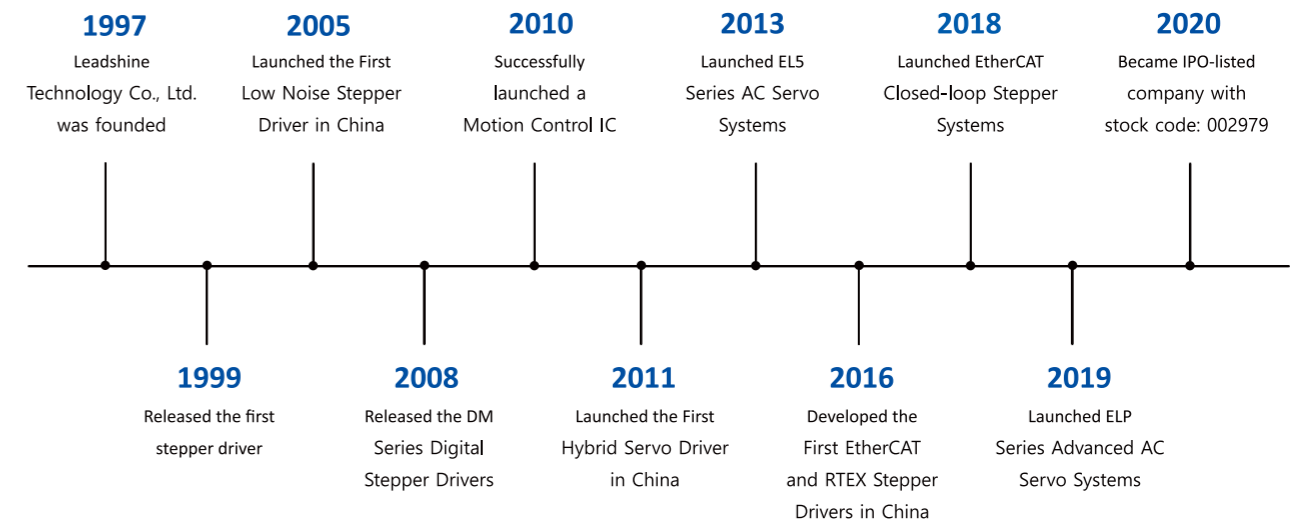 1997
Leadshine
Technology Co., Ltd.
was founded
2005
Launched the First
Low Noise Stepper
Driver in China
2010
Successfully
launched a
Motion Control IC
2013
Launched EL5
Series AC Servo
Systems
2018
Launched EtherCAT
Closed-loop Stepper
Systems
2020
Became IPO-listed
company with
stock code: 002979
1999
Released the first
stepper driver
2008
Released the DM
Series Digital
Stepper Drivers
2011
Launched the First
Hybrid Servo Driver
in China
2016
Developed the
First EtherCAT
and RTEX Stepper
Drivers in China
2019
Launched ELP
Series Advanced AC
Servo Systems